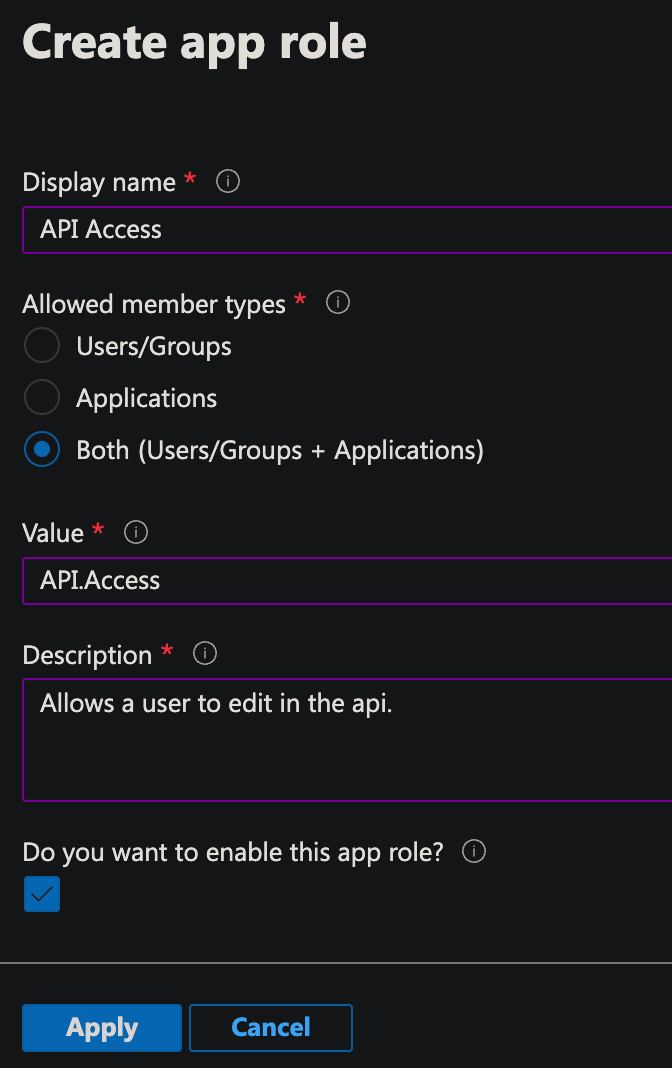 Create app role
Display name *
API Access
Allowed member types *
Users/Groups
Applications
Both (Users/Groups + Applications)
Value *
API.Access
Description *
Allows a user to edit in the api.
Do you want to enable this app role?
Apply
Cancel